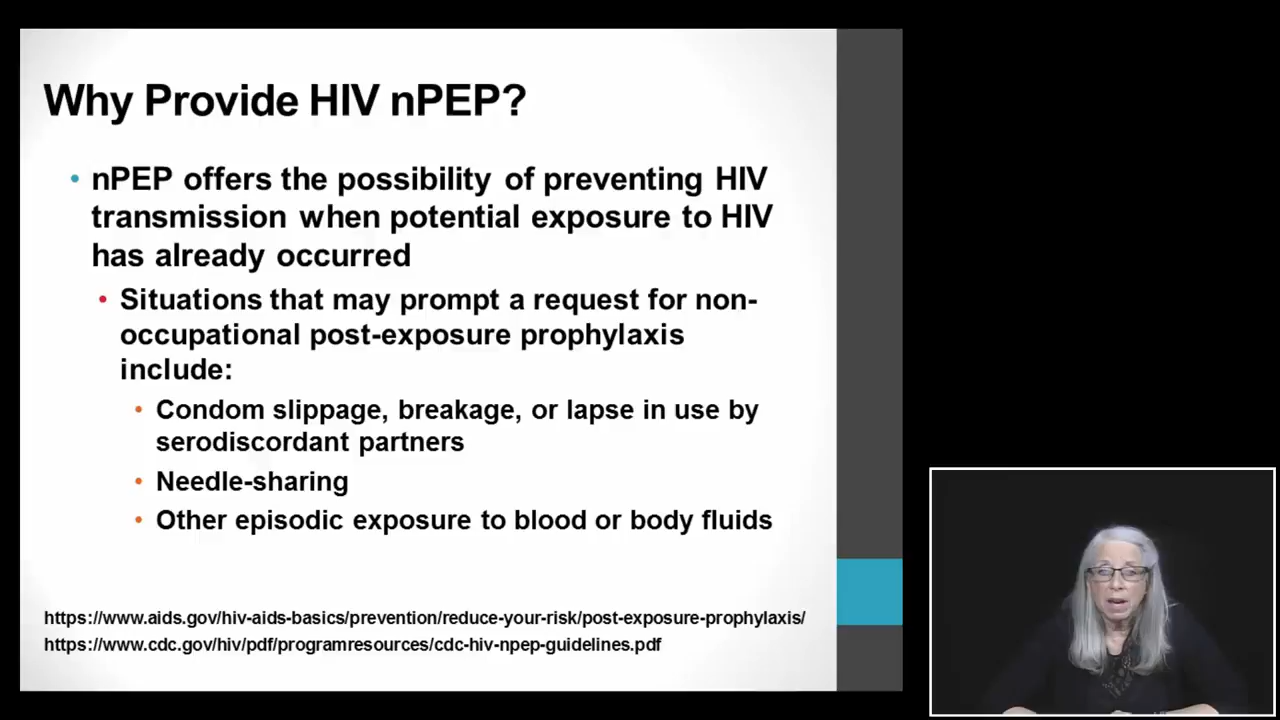 Why Provide HIV nPEP?
• nPEP offers the possibility of preventing HIV
transmission when potential exposure to HIV
has already occurred
• Situations that may prompt a request for non-
occupational post-exposure prophylaxis
include:
• Condom slippage, breakage, or lapse in use by
serodiscordant partners
• Needle-sharing
• Other episodic exposure to blood or body fluids
https://www.aids.gov/hiv-aids-basics/prevention/reduce-your-risk/post-exposure-prophylaxis/
https://www.cdc.gov/hiv/pdf/programresources/cdc-hiv-npep-guidelines.pdf